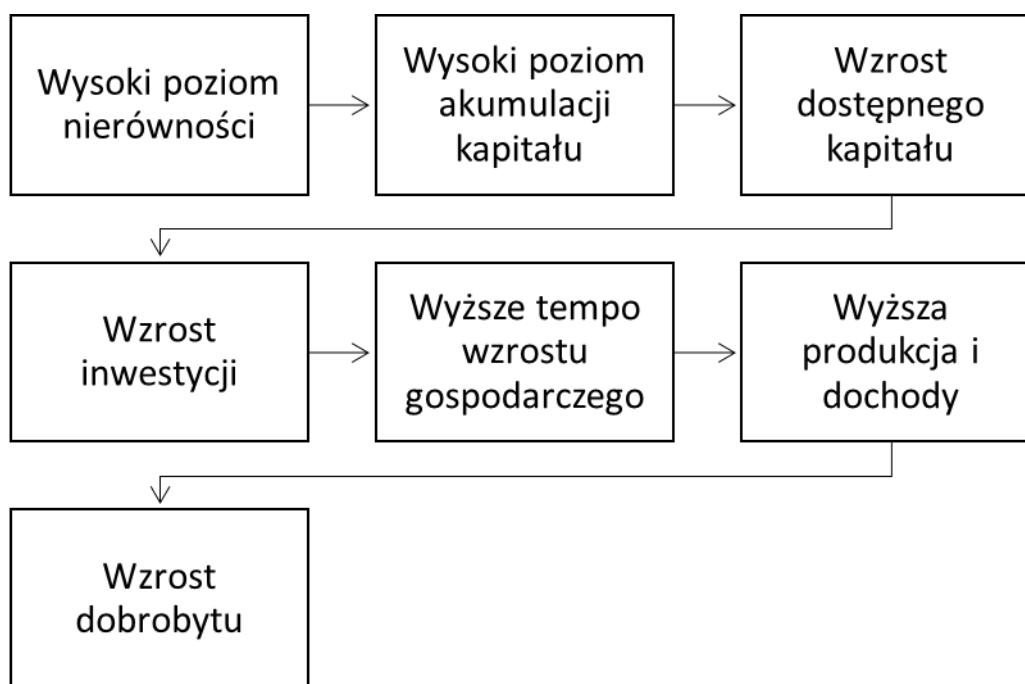 Wysoki poziom
nierówności
Wysoki poziom
akumulacji
kapitału
Wzrost
dostępnego
kapitału
Wzrost
inwestycji
Wyższe tempo
wzrostu
gospodarczego
Wyższa
produkcja i
dochody
Wzrost
dobrobytu